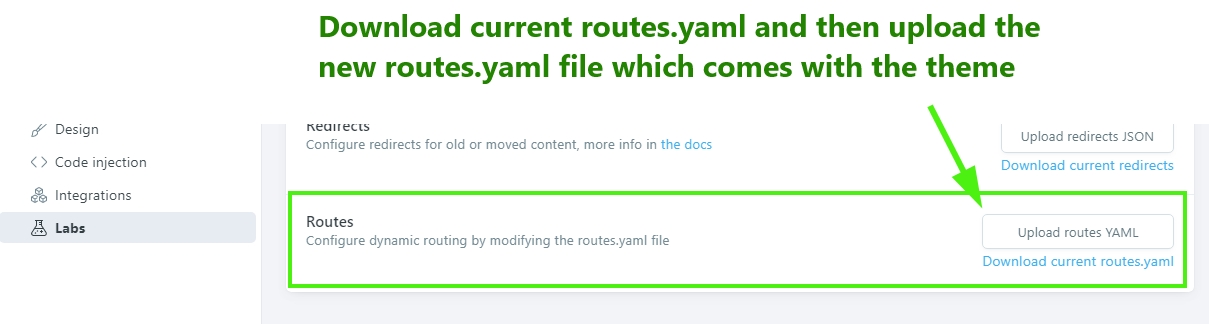 Download current routes.yaml and then upload the
new routes.yaml file which comes with the theme
Design
Code injection
Integrations
Labs
Redirects
Configure redirects for old or moved content, more info in the docs
Upload redirects JSON
Download current redirects
Routes
Configure dynamic routing by modifying the routes.yaml file
Upload routes YAML
Download current routes.yaml